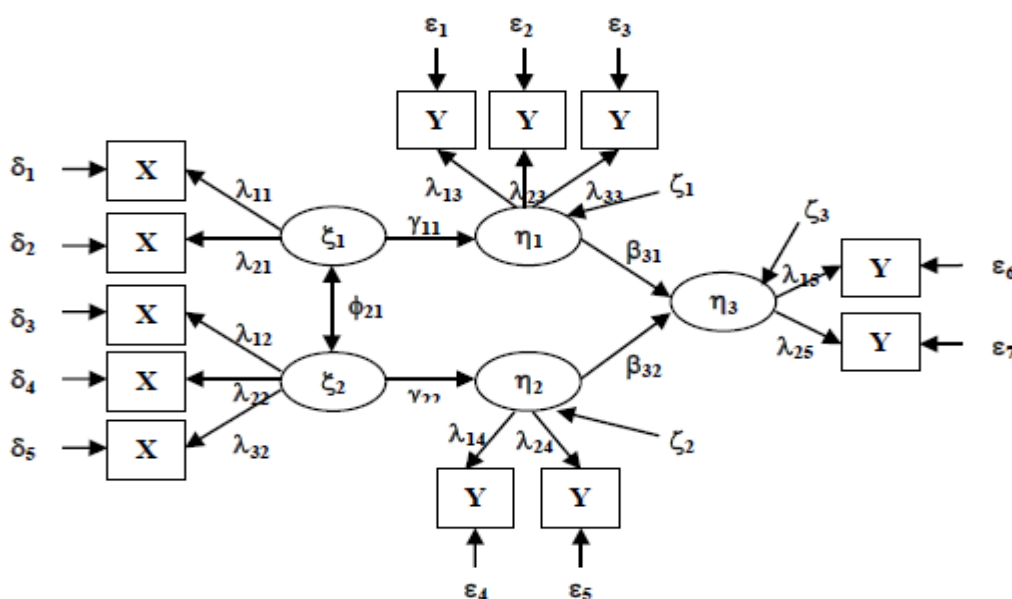 ε1 ε2 ε3
Y Y Y
δ1 X
λ11 λ13 λ23 λ33 ζ1
δ2 X
λ21 ξ1 γ11 η1 ζ3
β31 λ15 Y ε6
δ3 X
λ12 ϕ21 η3
δ4 X
λ22 ξ2 γ22 η2 β32 λ25 Y ε7
δ5 X
λ32 λ14 λ24 ζ2
Y Y
ε4 ε5